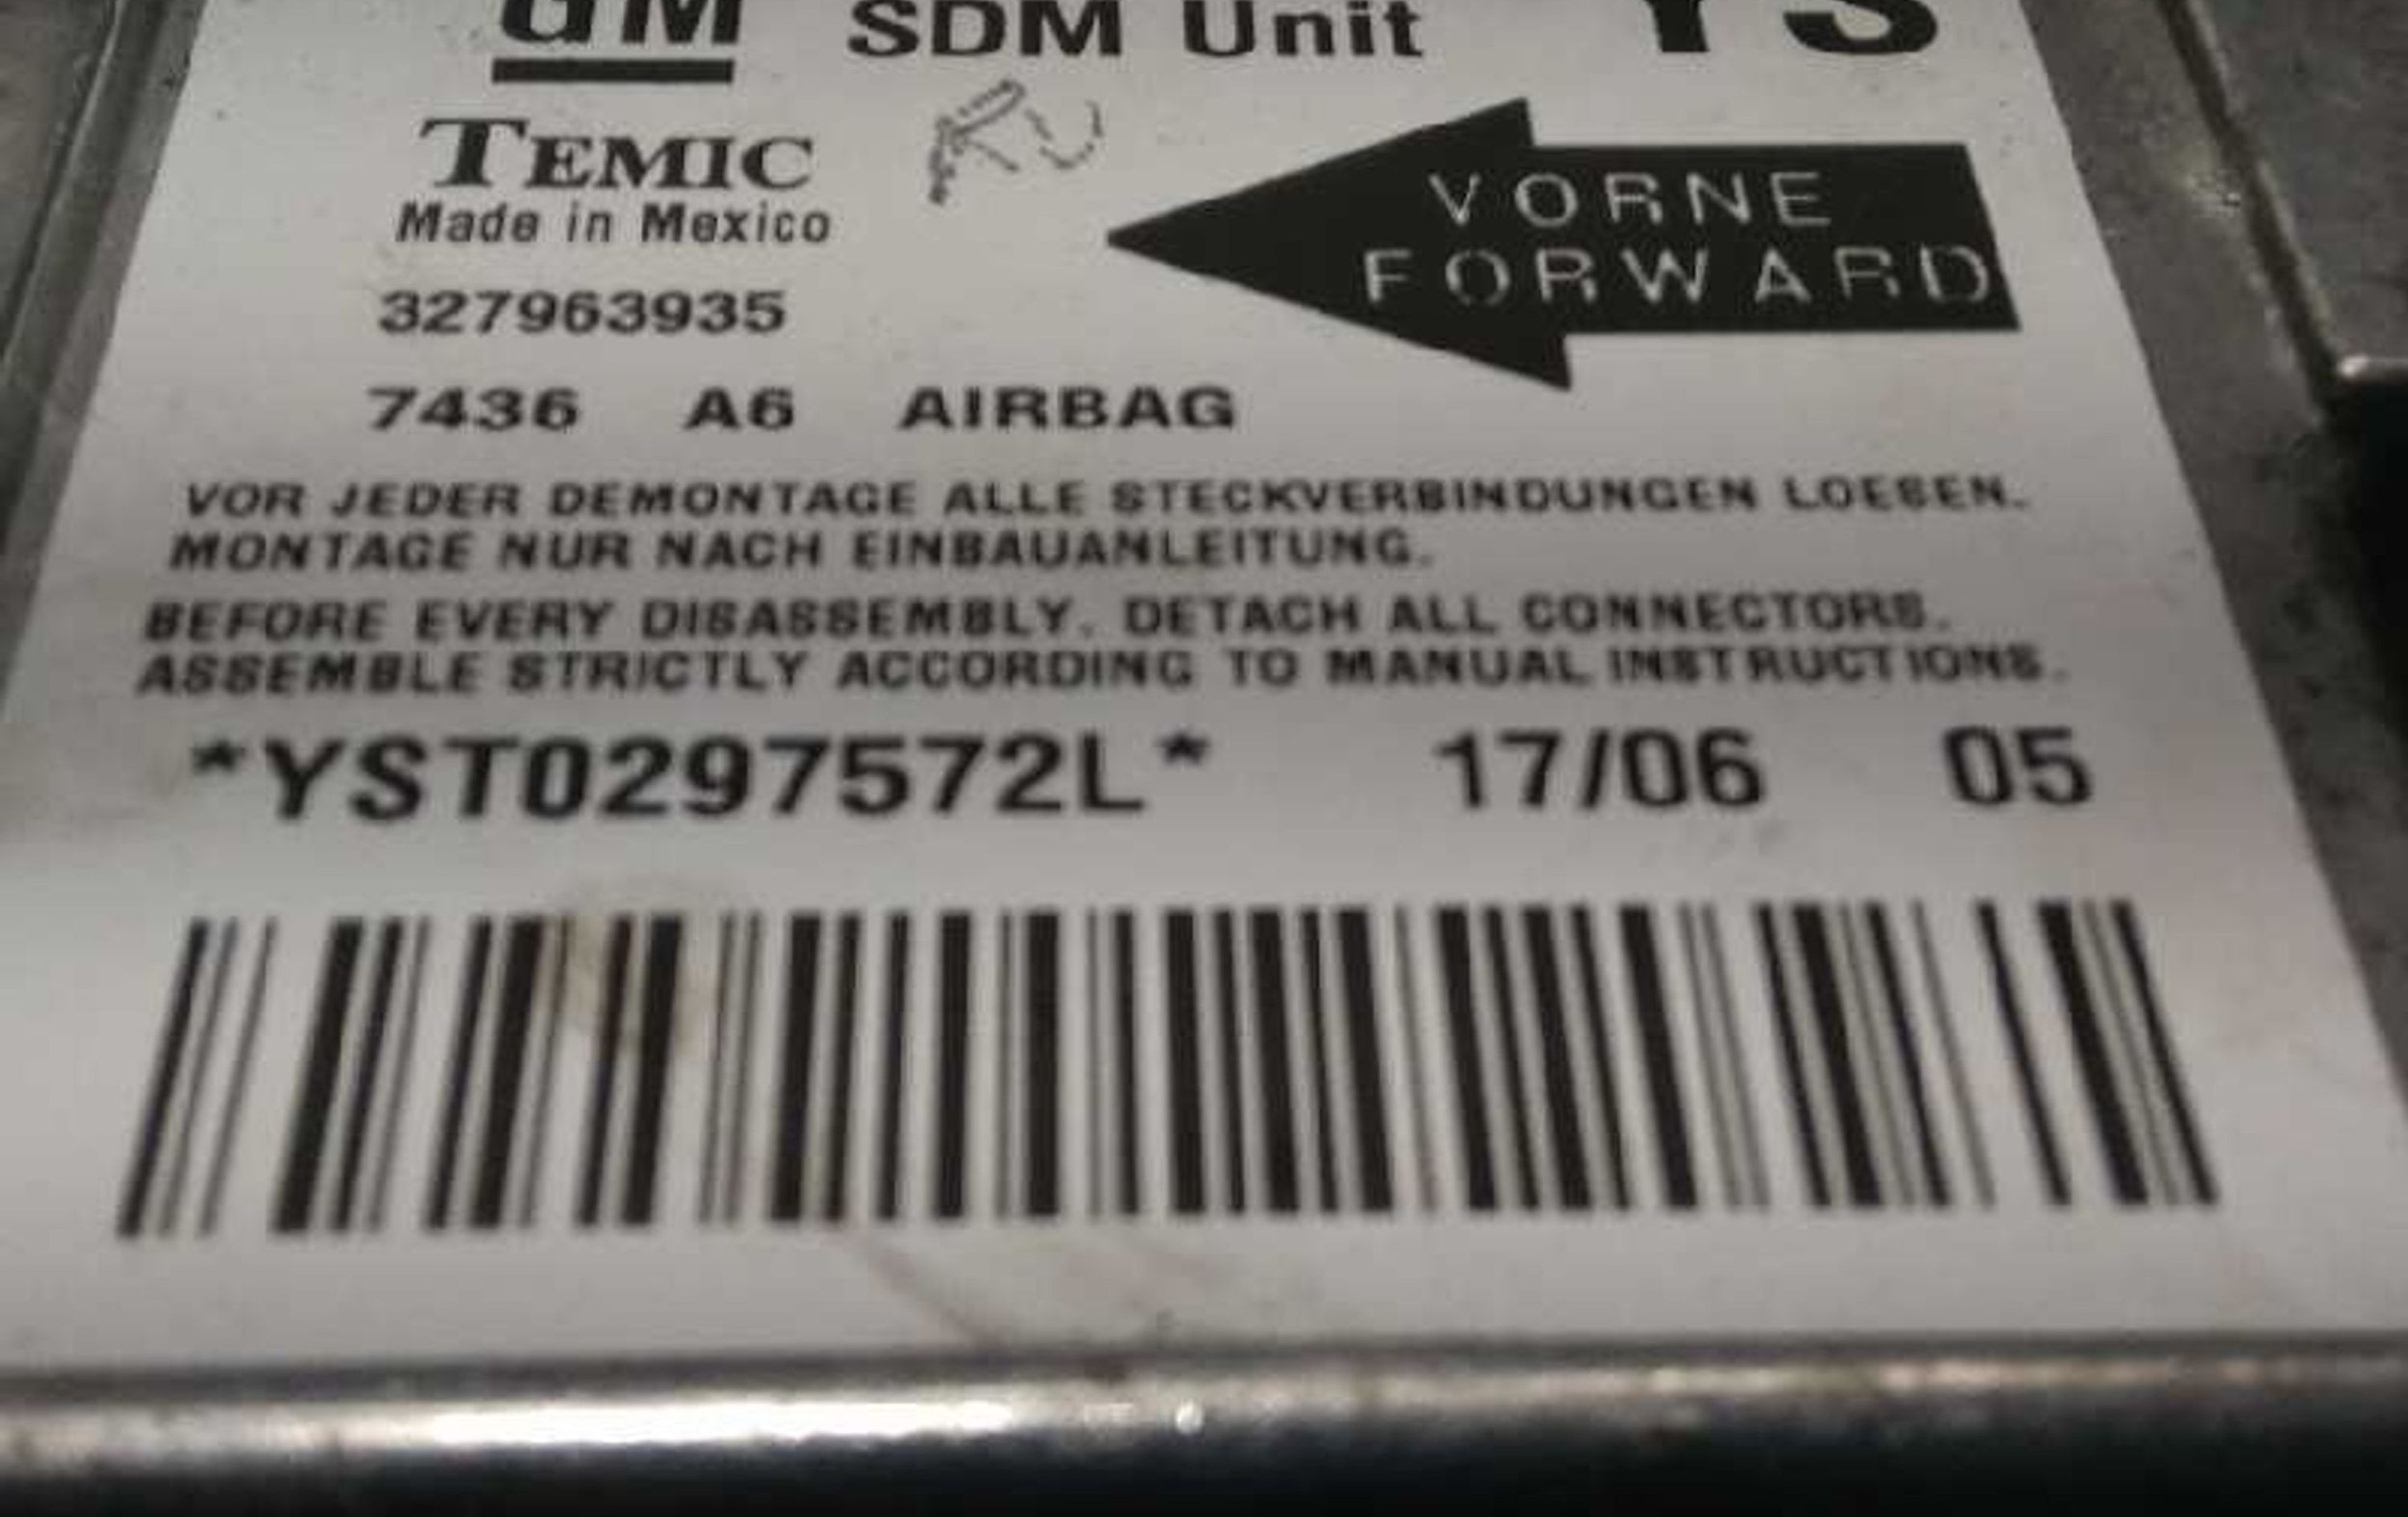 GM SDM Unit YS
TEMIC
Made in Mexico
VORNE
FORWARD
327963935
7436 A6 AIRBAG
VOR JEDER DEMONTAGE ALLE STECKVERBINDUNGEN LOESEN.
MONTAGE NUR NACH EINBAUANLEITUNG.
BEFORE EVERY DISASSEMBLY. DETACH ALL CONNECTORS.
ASSEMBLE STRICTLY ACCORDING TO MANUAL INSTRUCTIONS.
*YST0297572L* 17/06 05